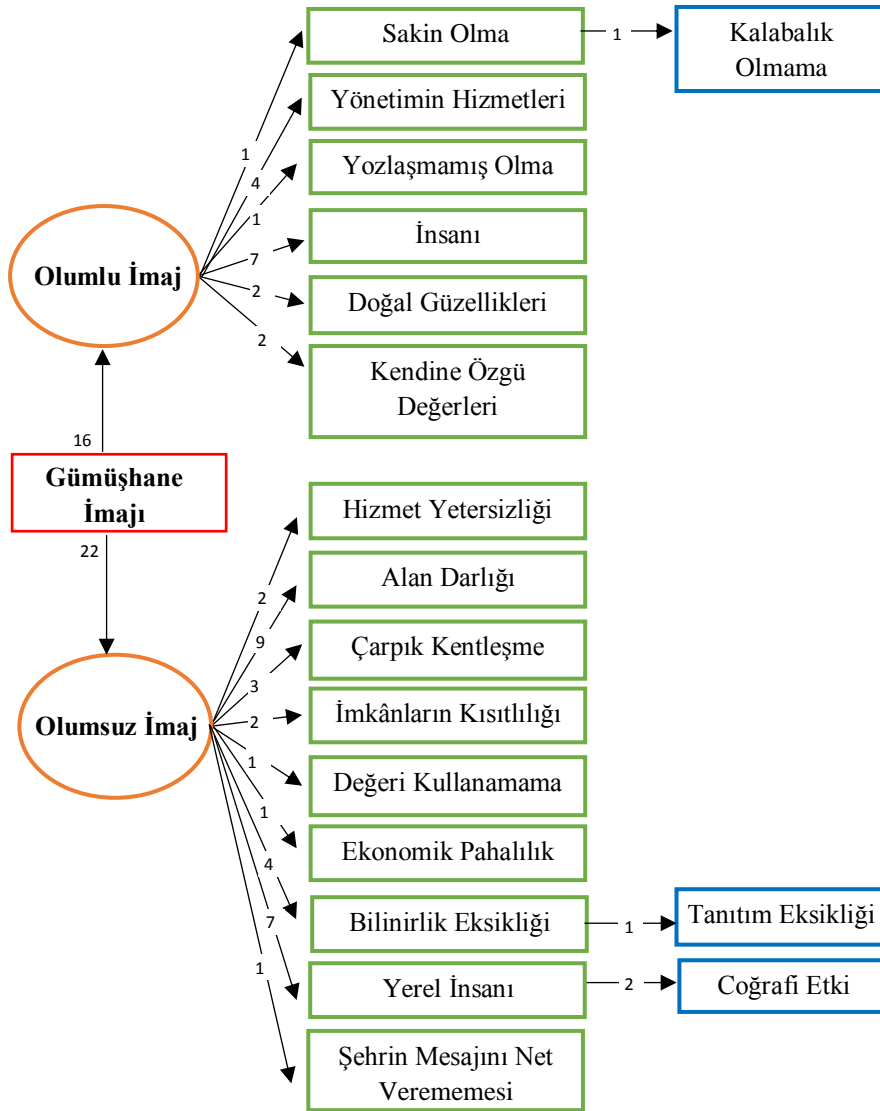 Sakin Olma
1
Kalabalık
Olmama
Yönetimin Hizmetleri
1
4
Yozlaşmamış Olma
1
İnsanı
7
Olumlu İmaj
2
Doğal Güzellikleri
2
Kendine Özgü
Değerleri
16
Gümüşhane
İmajı
22
Hizmet Yetersizliği
2
Alan Darlığı
9
Çarpık Kentleşme
3
İmkânların Kısıtlılığı
2
Olumsuz İmaj
1
Değeri Kullanamama
1
Ekonomik Pahalılık
4
Bilinirlik Eksikliği
1
Tanıtım Eksikliği
7
Yerel İnsanı
2
Coğrafi Etki
1
Şehrin Mesajını Net
Verememesi